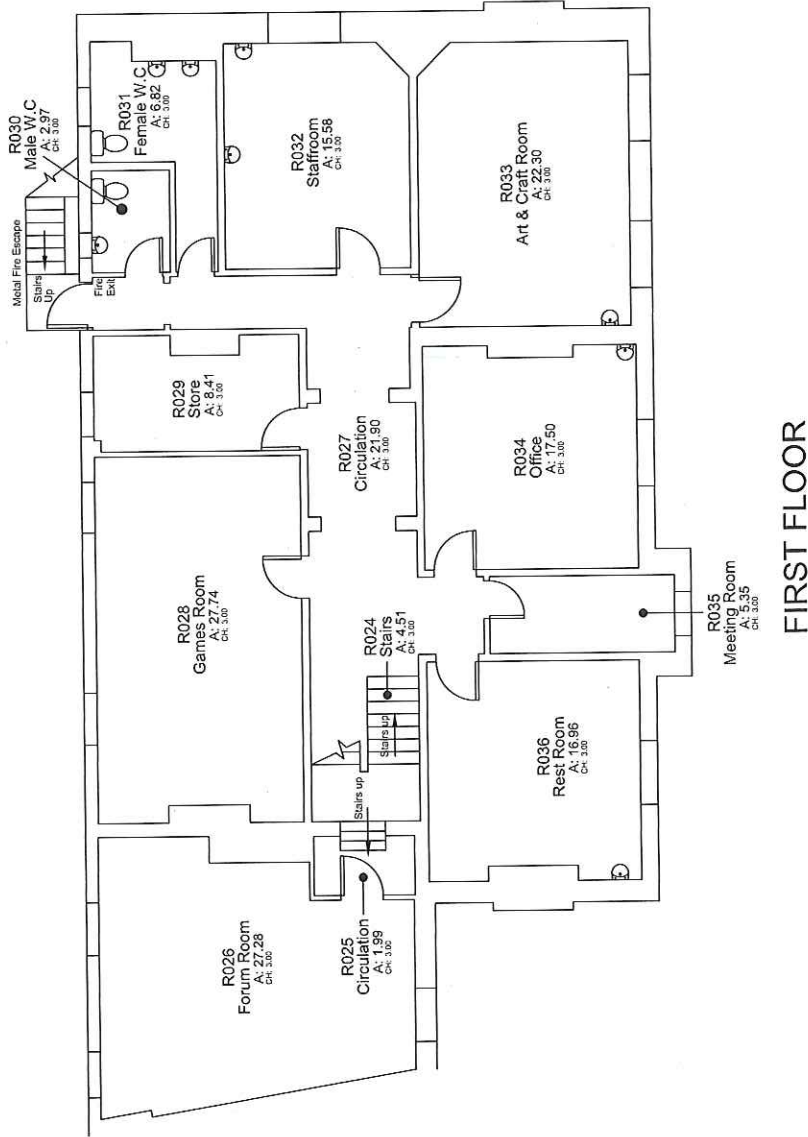 R030
Male W.C
A: 2.97
CH: 3.00
R031
Female W.C
A: 6.82
CH: 3.00
Metal Fire Escape
Stairs
Up
Fire
Exit
R032
Staffroom
A: 15.58
CH: 3.00
R033
Art & Craft Room
A: 22.30
CH: 3.00
R029
Store
A: 8.41
CH: 3.00
R027
Circulation
A: 21.90
CH: 3.00
R034
Office
A: 17.50
CH: 3.00
R028
Games Room
A: 27.74
CH: 3.00
R024
Stairs
A: 4.51
CH: 3.00
Stairs up
Stairs up
R035
Meeting Room
A: 5.35
CH: 3.00
R036
Rest Room
A: 16.96
CH: 3.00
R026
Forum Room
A: 27.28
CH: 3.00
R025
Circulation
A: 1.99
CH: 3.00
FIRST FLOOR